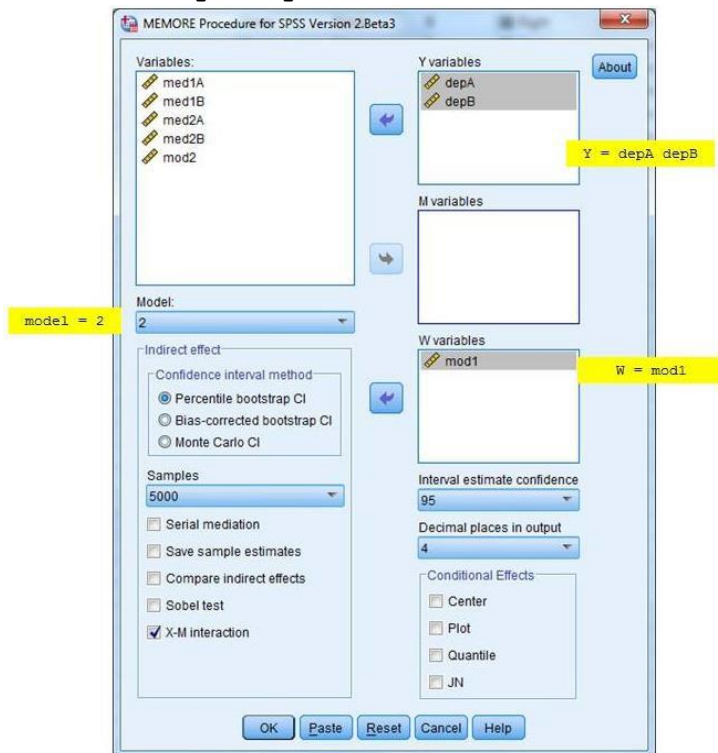 MEMORE Procedure for SPSS Version 2.Beta3
Variables:
med1A
med1B
med2A
med2B
mod2
Y variables
depA
depB
About
Y = depA depB
M variables
Model:
2
model = 2
W variables
mod1
W = mod1
Indirect effect
Confidence interval method
Percentile bootstrap CI
Bias-corrected bootstrap CI
Monte Carlo CI
Samples
5000
Serial mediation
Save sample estimates
Compare indirect effects
Sobel test
X-M interaction
Interval estimate confidence
95
Decimal places in output
4
Conditional Effects
Center
Plot
Quantile
JN
OK Paste Reset Cancel Help